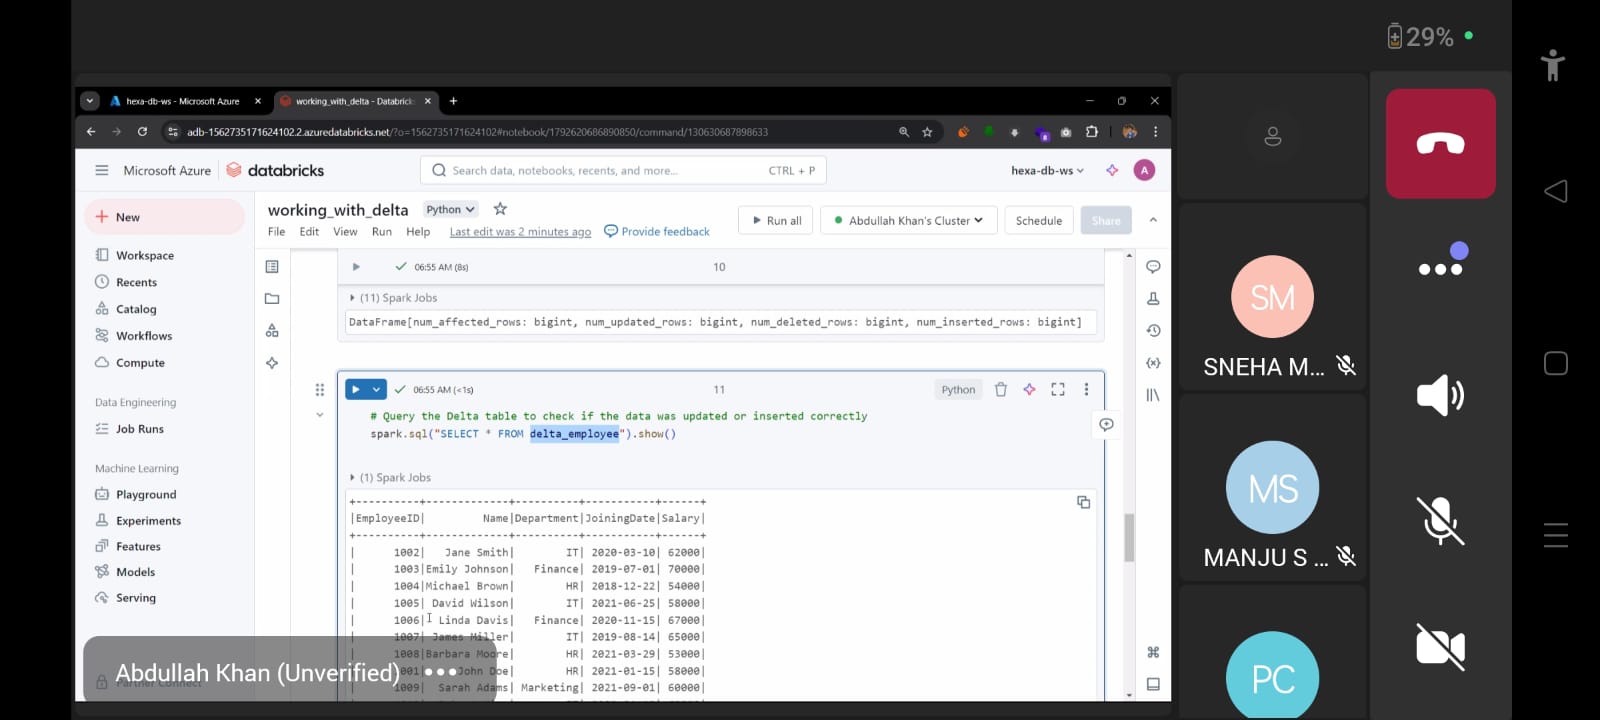 29%
hexa-db-ws - Microsoft Azure
working_with_delta - Databrick
adb-1562735171624102.2.azuredatabricks.net/?o=1562735171624102#notebook/1792620686890850/command/130630687898633
Microsoft Azure
databricks
Search data, notebooks, recents, and more...
CTRL + P
hexa-db-ws
A
New
Workspace
Recents
Catalog
Workflows
Compute
Data Engineering
Job Runs
Machine Learning
Playground
Experiments
Features
Models
Serving
working_with_delta
Python
File Edit View Run Help Last edit was 2 minutes ago Provide feedback
Run all
Abdullah Khan's Cluster
Schedule
Share
06:55 AM (8s)
10
(11) Spark Jobs
DataFrame[num_affected_rows: bigint, num_updated_rows: bigint, num_deleted_rows: bigint, num_inserted_rows: bigint]
06:55 AM (<1s)
11
Python
# Query the Delta table to check if the data was updated or inserted correctly
spark.sql("SELECT * FROM delta_employee").show()
(1) Spark Jobs
+----------+-------------+----------+-----------+------+
|EmployeeID|         Name|Department|JoiningDate|Salary|
+----------+-------------+----------+-----------+------+
|      1002|   Jane Smith|        IT| 2020-03-10| 62000|
|      1003|Emily Johnson|   Finance| 2019-07-01| 70000|
|      1004|Michael Brown|        HR| 2018-12-22| 54000|
|      1005| David Wilson|        IT| 2021-06-25| 58000|
|      1006|  Linda Davis|   Finance| 2020-11-15| 67000|
|      1007| James Miller|        IT| 2019-08-14| 65000|
|      1008|Barbara Moore|        HR| 2021-03-29| 53000|
001| John Doe|        HR| 2021-01-15| 58000|
1009|  Sarah Adams| Marketing| 2021-09-01| 60000|
Abdullah Khan (Unverified)
Partner Connect
SM
SNEHA M...
MS
MANJU S ...
PC